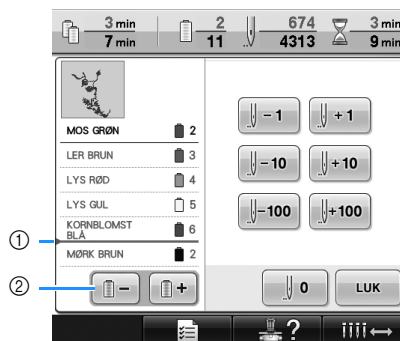 3 min
7 min
2
11
674
4313
3 min
9 min
MOS GRØN 2
LER BRUN 3
LYS RØD 4
LYS GUL 5
KORNBLOMST
BLÅ 6
MØRK BRUN 2
− 1
+ 1
− 10
+ 10
−100
+100
1
2
−
+
0
LUK
?